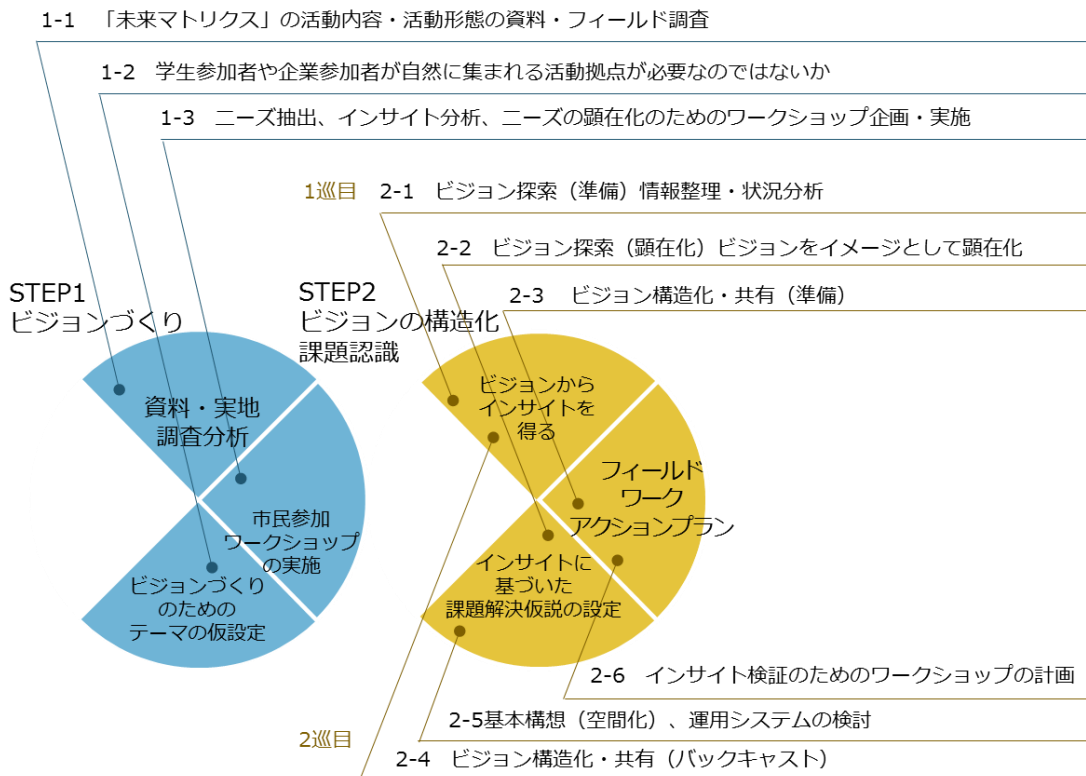 1-1 「未来マトリクス」の活動内容・活動形態の資料・フィールド調査
1-2 学生参加者や企業参加者が自然に集まれる活動拠点が必要なのではないか
1-3 ニーズ抽出、インサイト分析、ニーズの顕在化のためのワークショップ企画・実施
1巡目 2-1 ビジョン探索（準備）情報整理・状況分析
2-2 ビジョン探索（顕在化）ビジョンをイメージとして顕在化
2-3 ビジョン構造化・共有（準備）
STEP1
ビジョンづくり
STEP2
ビジョンの構造化
課題認識
資料・実地
調査分析
市民参加
ワークショップ
の実施
ビジョンづくり
のための
テーマの仮設定
ビジョンから
インサイトを
得る
フィールド
ワーク
アクションプラン
インサイトに
基づいた
課題解決仮説の設定
2-6 インサイト検証のためのワークショップの計画
2-5基本構想（空間化）、運用システムの検討
2巡目
2-4 ビジョン構造化・共有（バックキャスト）